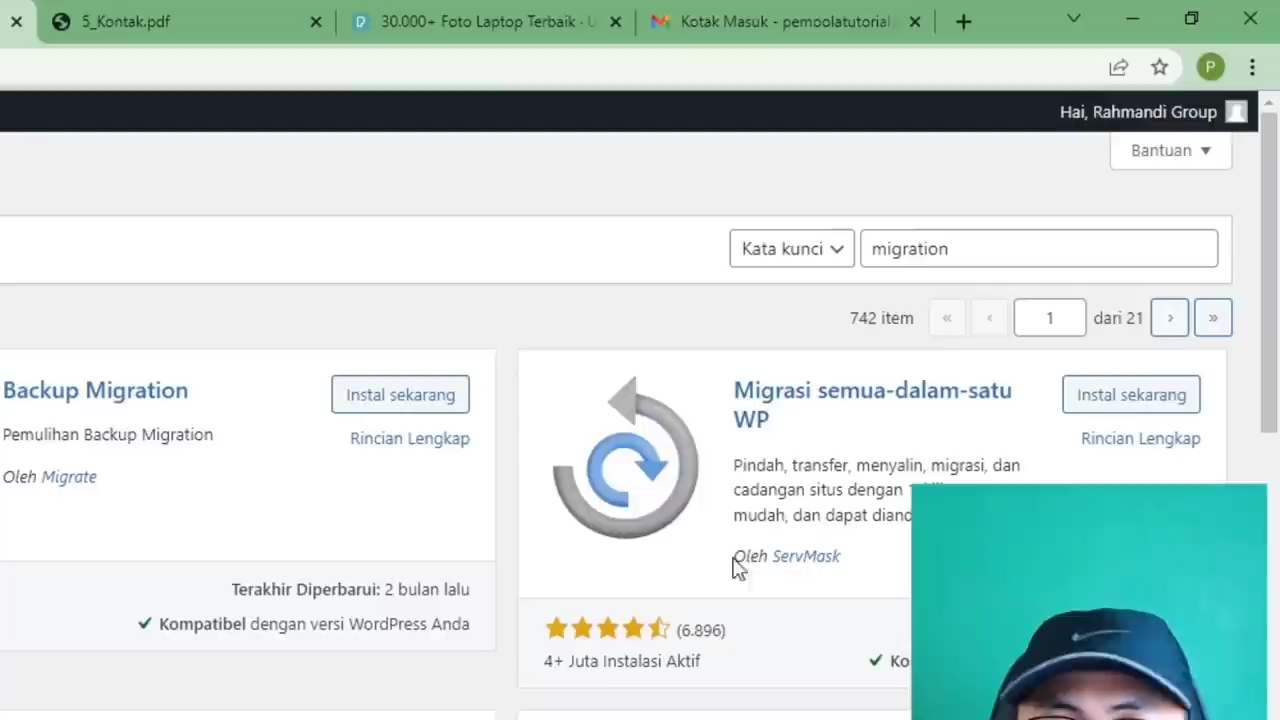 5_Kontak.pdf
30.000+ Foto Laptop Terbaik · U
Kotak Masuk - pemoolatutorial
P
Hai, Rahmandi Group
Bantuan
Kata kunci
migration
742 item
«
‹
1
dari 21
›
»
Backup Migration
Instal sekarang
Rincian Lengkap
Pemulihan Backup Migration
Oleh Migrate
Terakhir Diperbarui: 2 bulan lalu
Kompatibel dengan versi WordPress Anda
Migrasi semua-dalam-satu
WP
Instal sekarang
Rincian Lengkap
Pindah, transfer, menyalin, migrasi, dan
cadangan situs dengan
mudah, dan dapat diand
Oleh ServMask
(6.896)
4+ Juta Instalasi Aktif
Ko